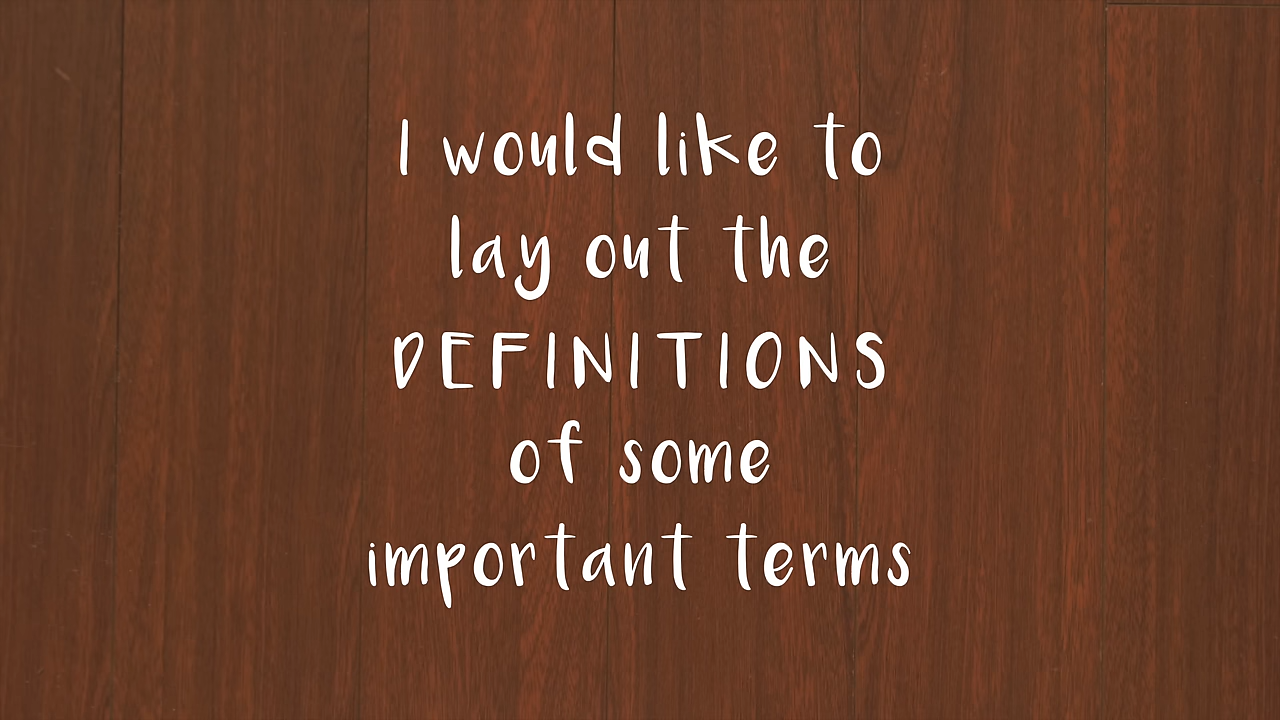 I would like to
lay out the
DEFINITIONS
of some
important terms